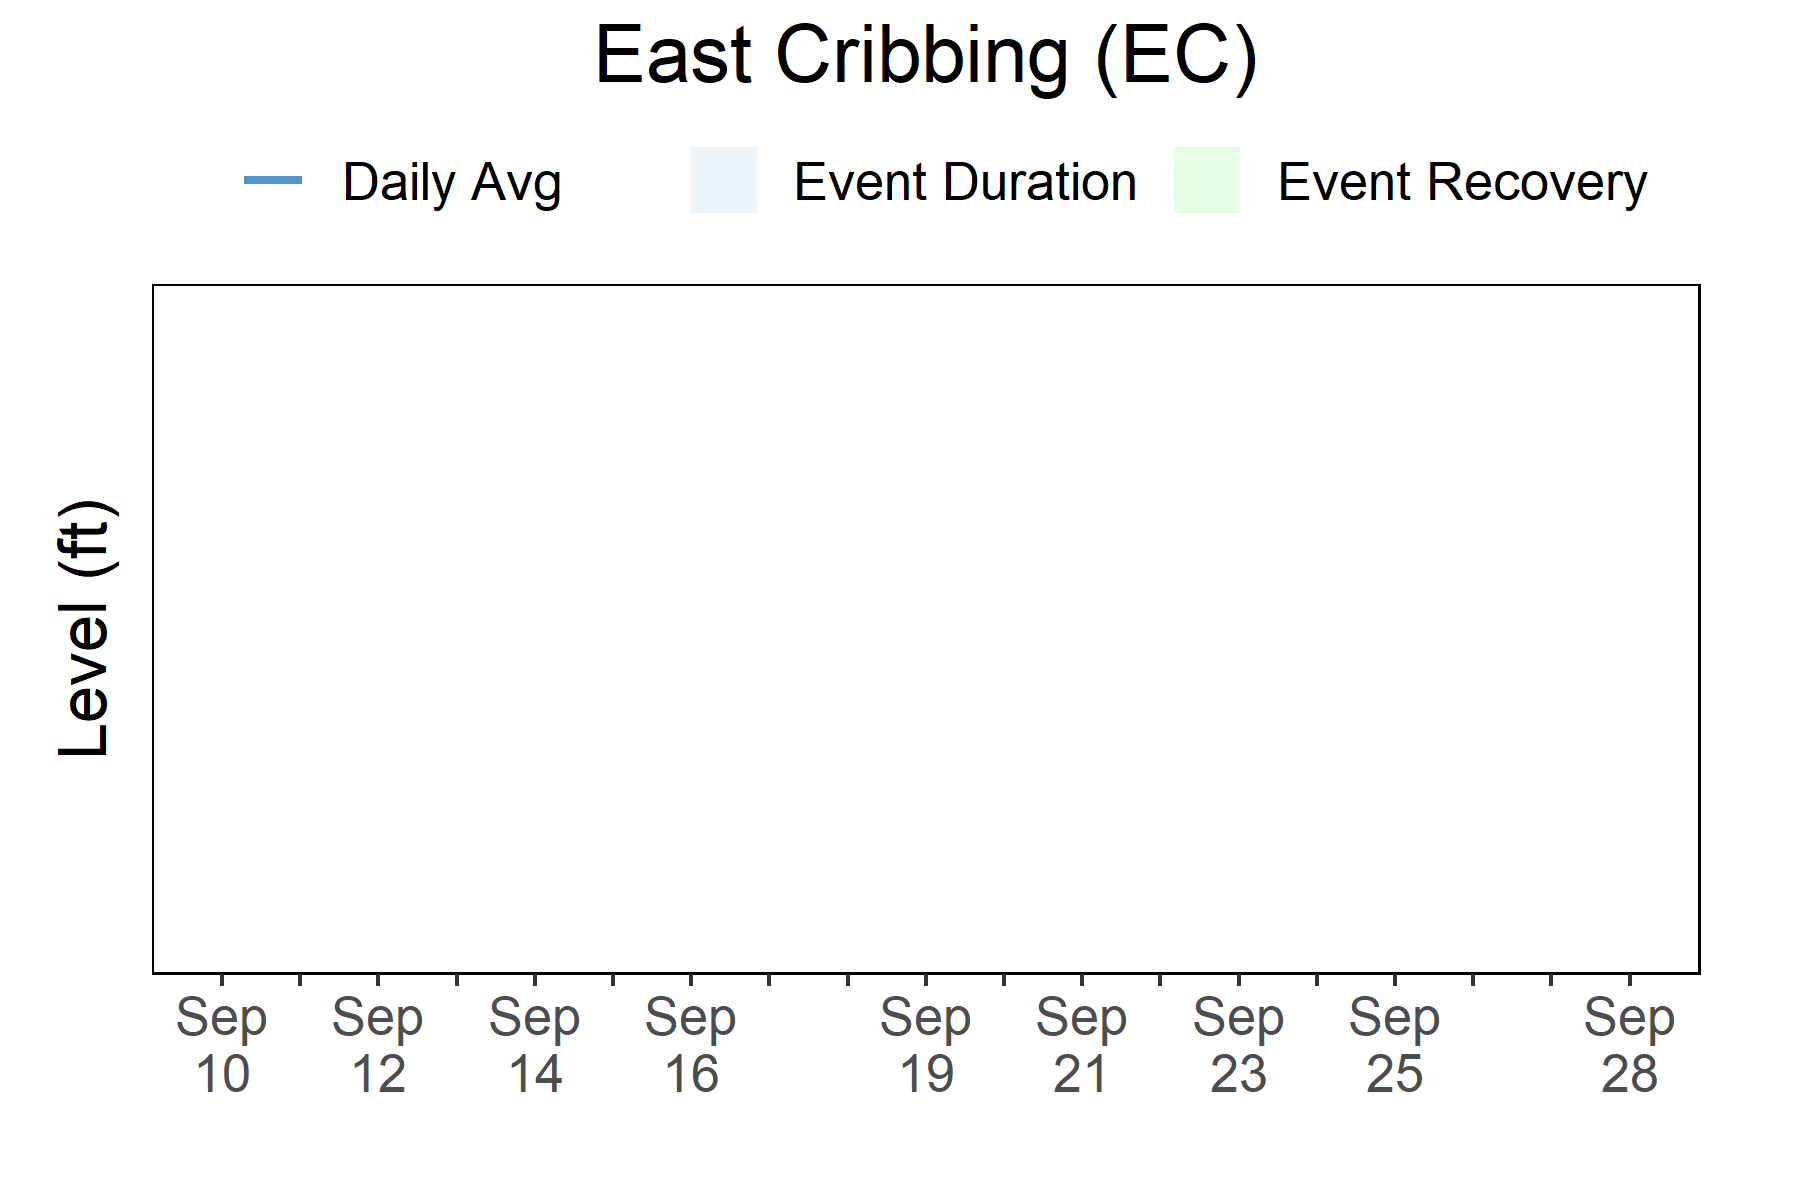 East Cribbing (EC)
Daily Avg Event Duration Event Recovery
Level (ft)
Sep Sep Sep Sep Sep Sep Sep Sep Sep
10 12 14 16 19 21 23 25 28